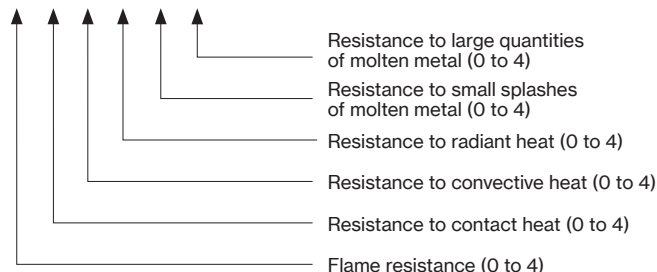 Resistance to large quantities
of molten metal (0 to 4)
Resistance to small splashes
of molten metal (0 to 4)
Resistance to radiant heat (0 to 4)
Resistance to convective heat (0 to 4)
Resistance to contact heat (0 to 4)
Flame resistance (0 to 4)